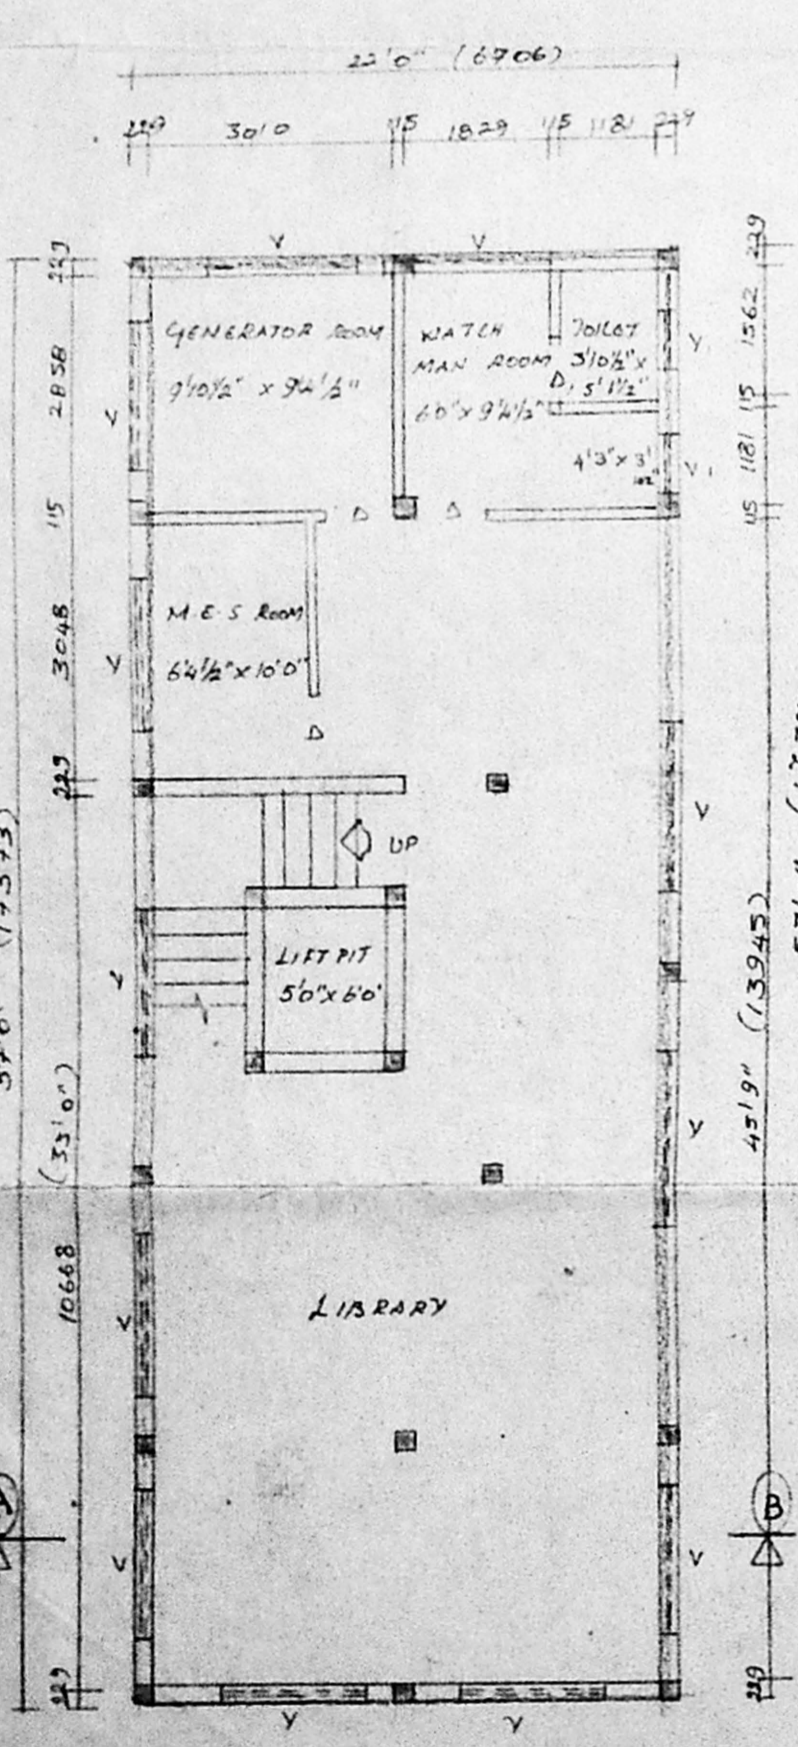 22'0" (6706)
229 3010 115 1829 115 1181 229
V V
229
2858
115
3048
229
(33'0")
10668
229
229
1562
115
1181
115
45'9" (13945)
229
GENERATOR ROOM
9'10½" x 9'4½"
WATCH
MAN ROOM
6'0" x 9'4½"
TOILET
3'10½" x
5'1½"
4'3" x 3'
M.E.S ROOM
6'4½" x 10'0"
UP
LIFT PIT
5'0" x 6'0"
LIBRARY
V
V
V
V
V
V
V
V
V
V
V
A
B
V V